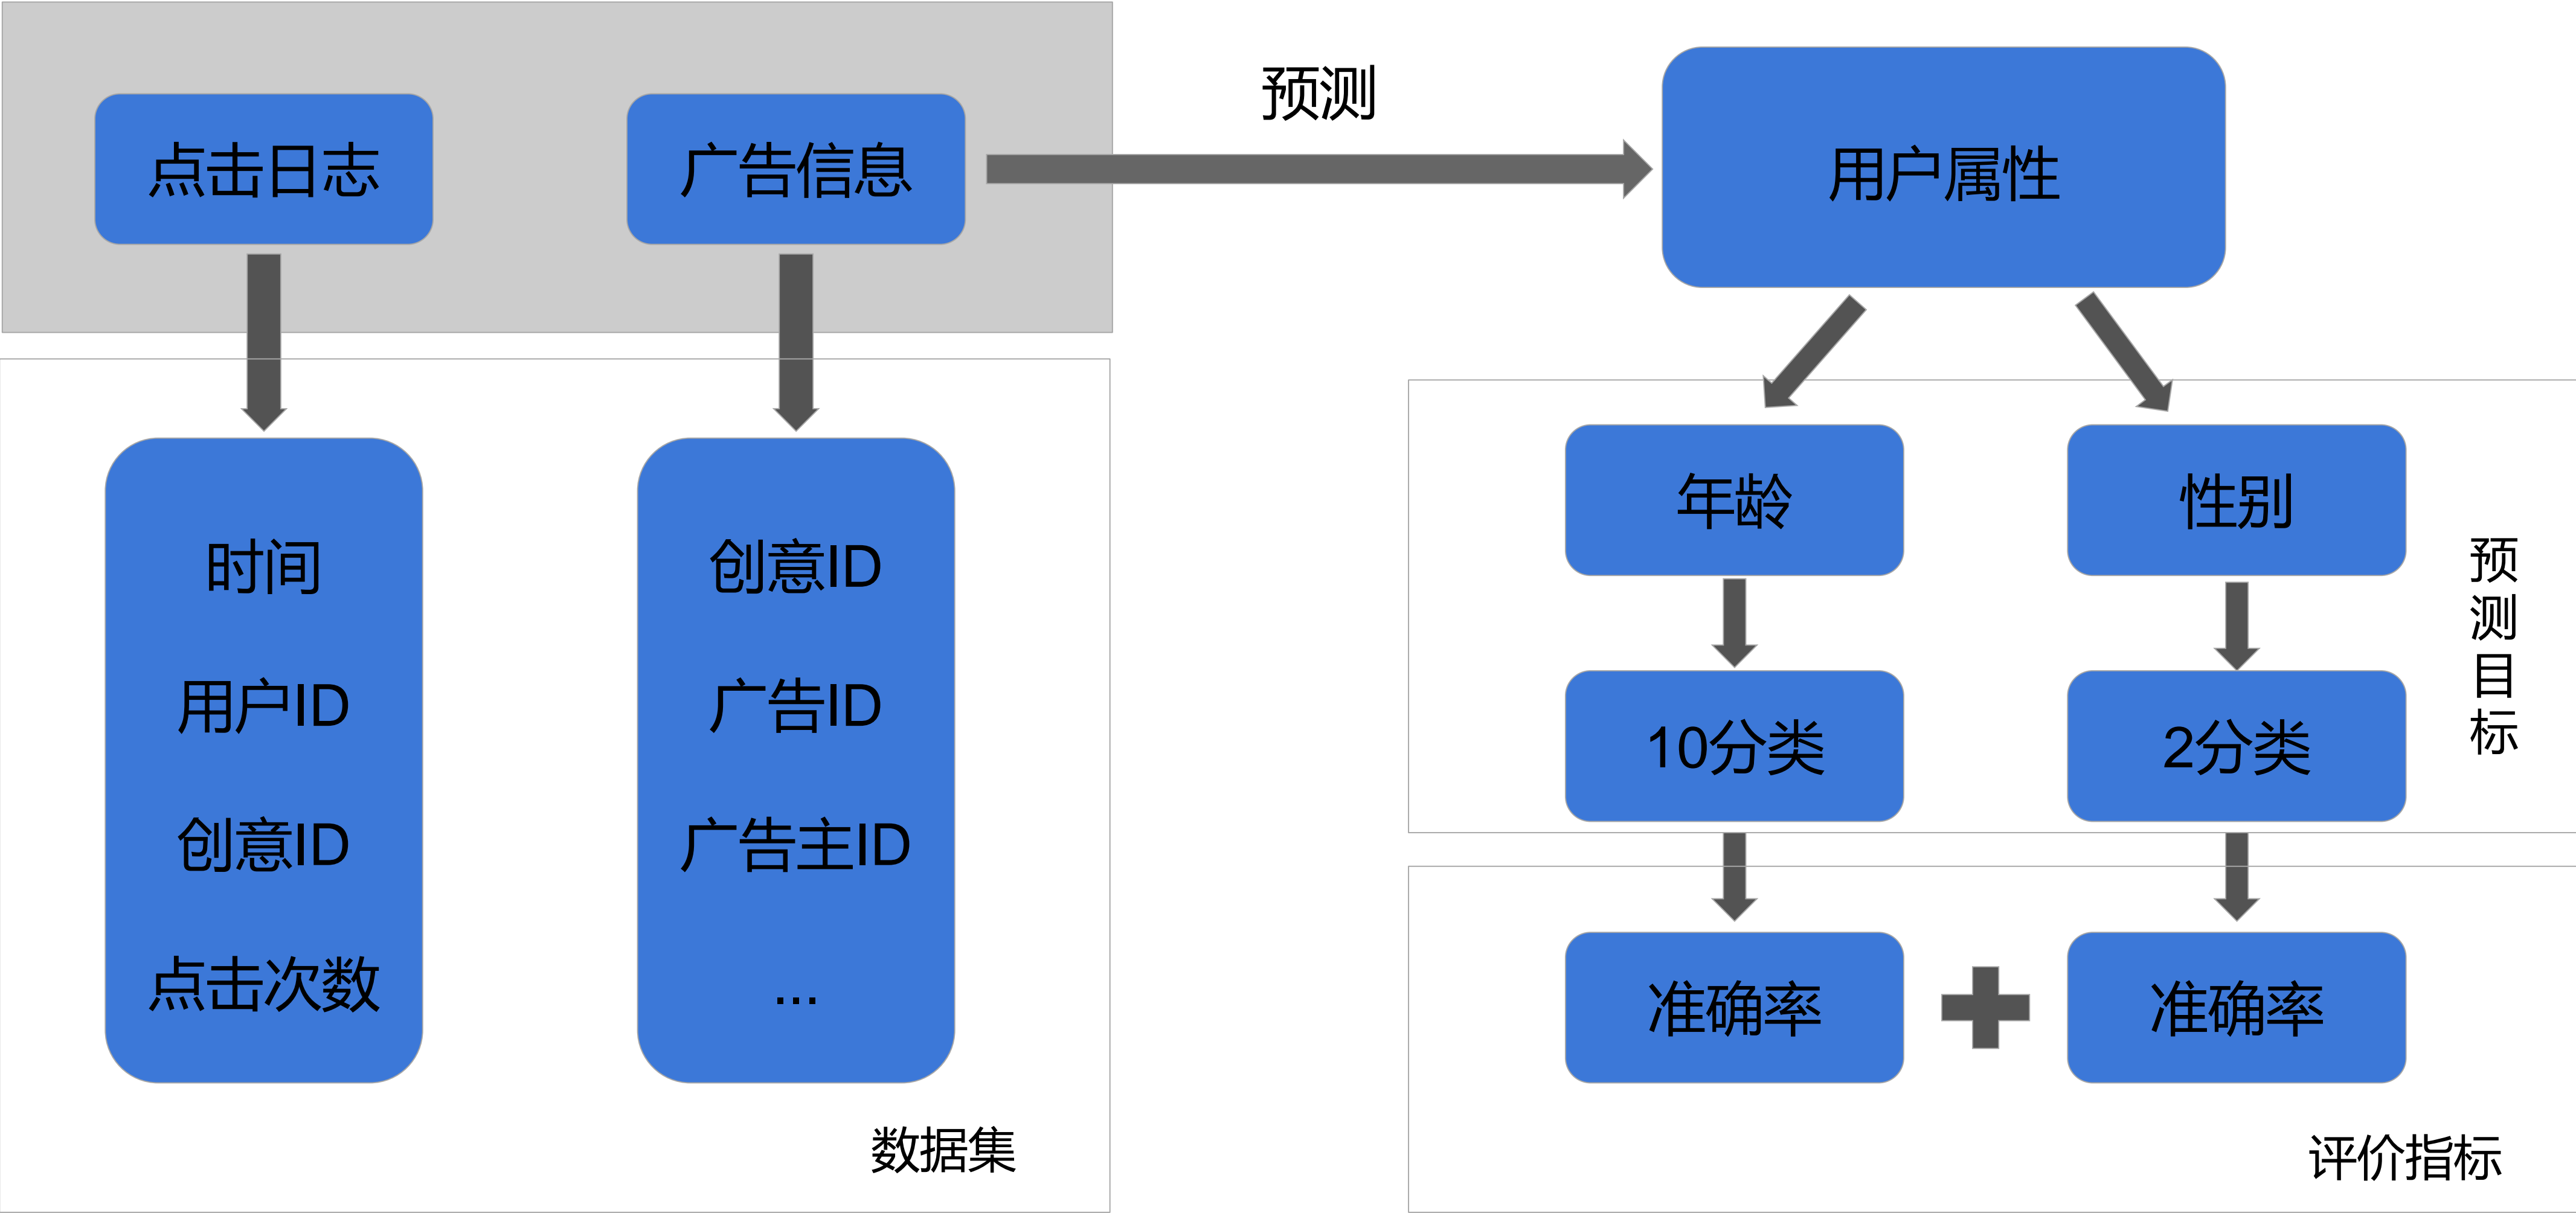 点击日志
广告信息
预测
用户属性
时间
用户ID
创意ID
点击次数
创意ID
广告ID
广告主ID
...
数据集
年龄
性别
10分类
2分类
预测目标
准确率
准确率
评价指标